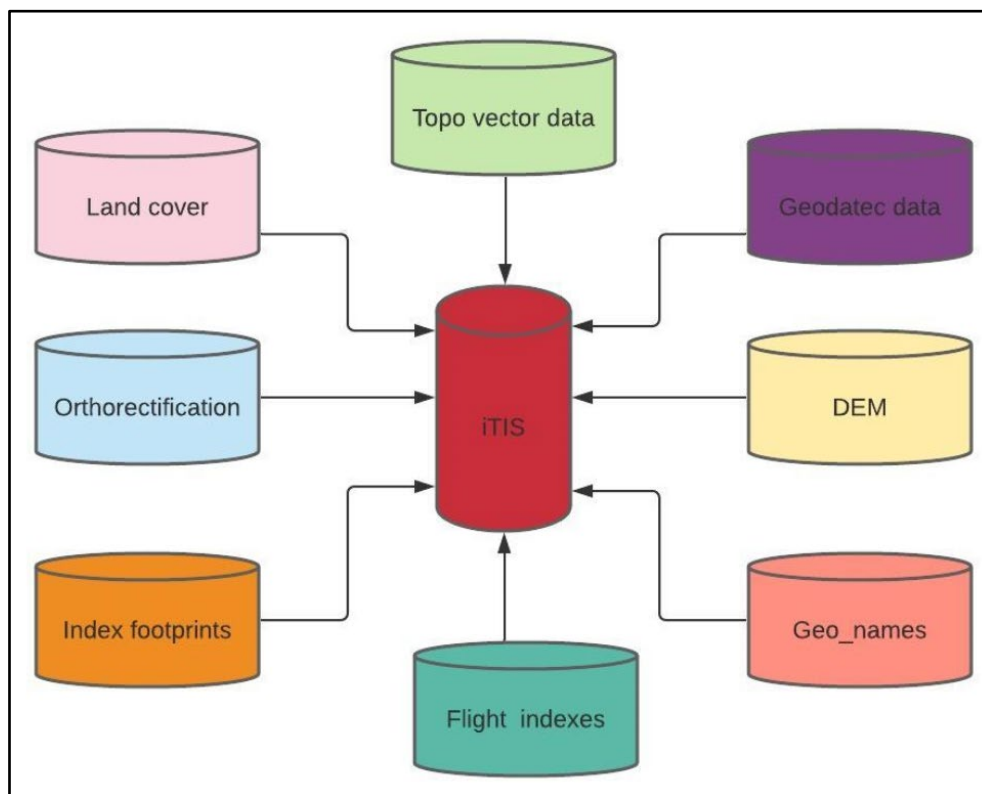 Topo vector data
Land cover
Geodatec data
Orthorectification
iTIS
DEM
Index footprints
Geo_names
Flight indexes